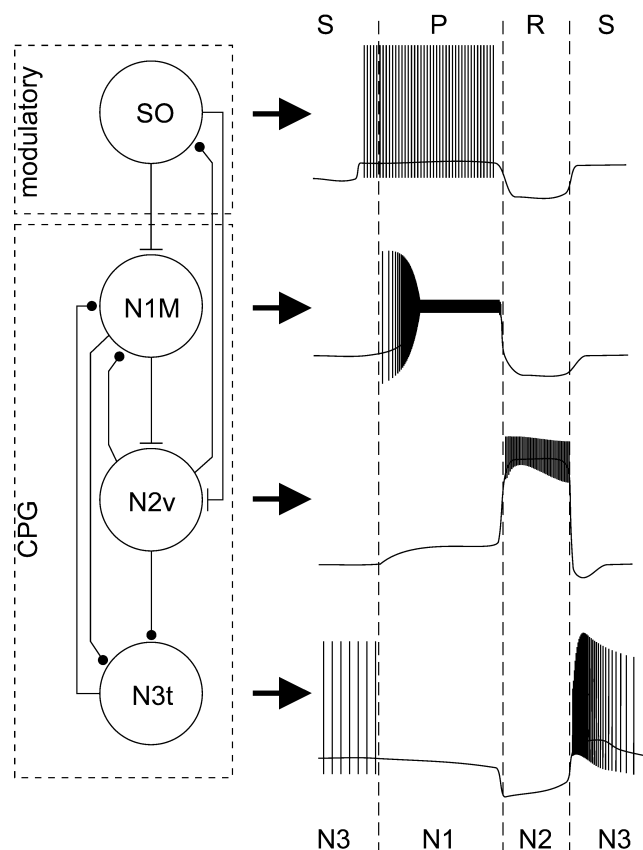 S P R S
modulatory
SO
N1M
N2v
CPG
N3t
N3 N1 N2 N3